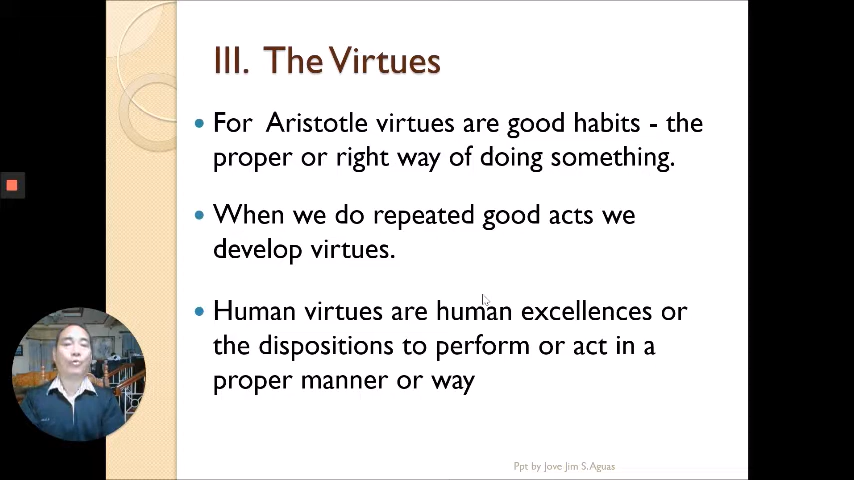 III. The Virtues
For Aristotle virtues are good habits - the
proper or right way of doing something.
When we do repeated good acts we
develop virtues.
Human virtues are human excellences or
the dispositions to perform or act in a
proper manner or way
Ppt by Jove Jim S. Aguas